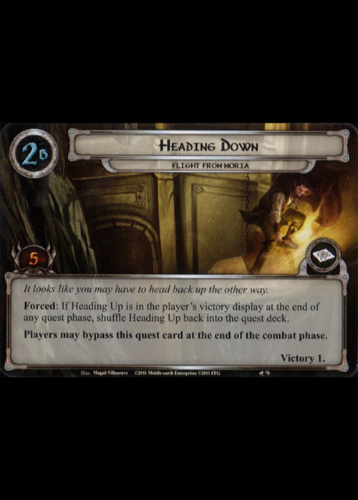 2B
HEADING DOWN
FLIGHT FROM MORIA
5
It looks like you may have to head back up the other way.
Forced: If Heading Up is in the player's victory display at the end of
any quest phase, shuffle Heading Up back into the quest deck.
Players may bypass this quest card at the end of the combat phase.
Victory 1.
Illus. Magali Villeneuve ©2011 Middle-earth Enterprises ©2011 FFG 76